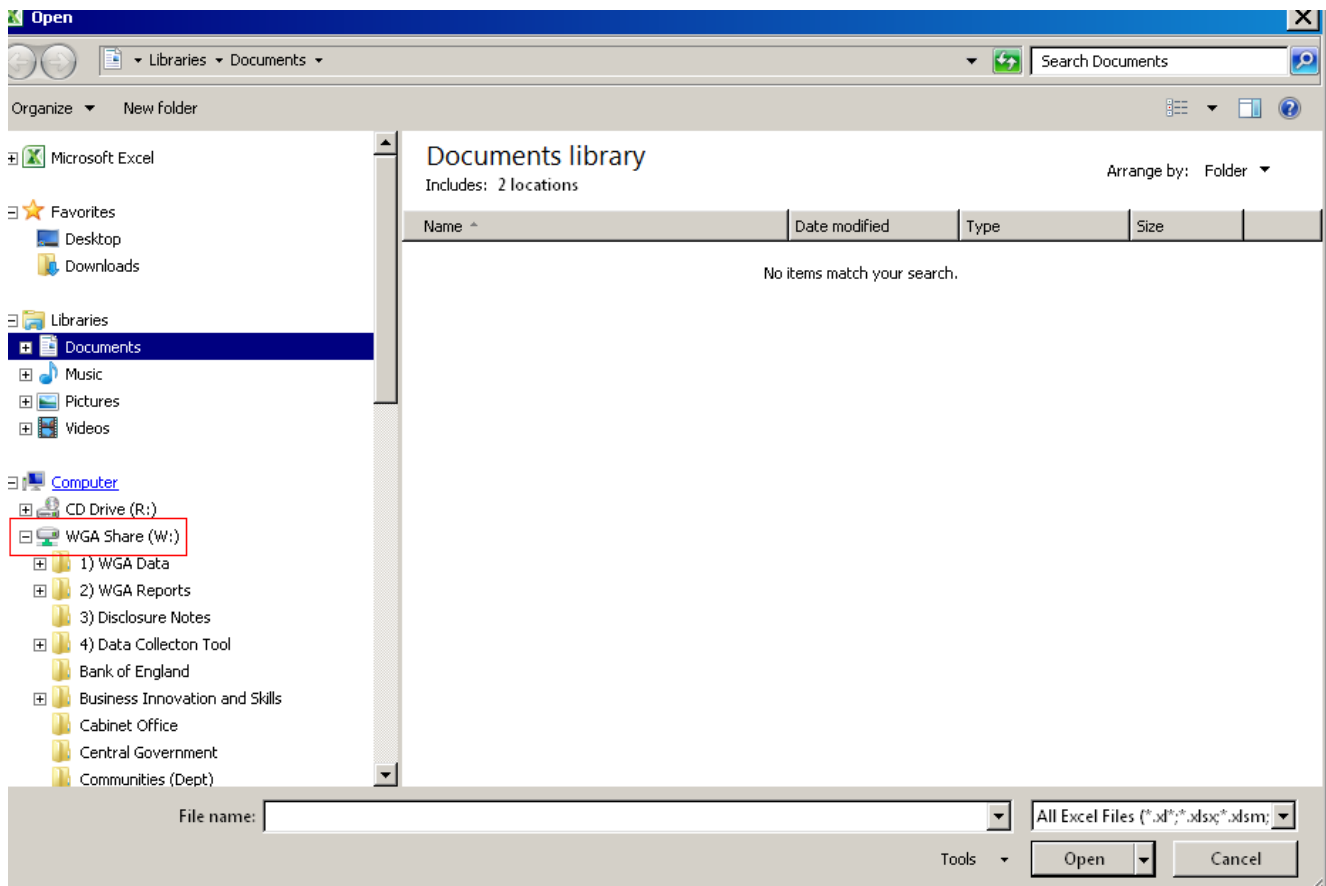 Open
Libraries Documents
Search Documents
Organize New folder
Microsoft Excel
Favorites
Desktop
Downloads
Libraries
Documents
Music
Pictures
Videos
Computer
CD Drive (R:)
WGA Share (W:)
1) WGA Data
2) WGA Reports
3) Disclosure Notes
4) Data Collecton Tool
Bank of England
Business Innovation and Skills
Cabinet Office
Central Government
Communities (Dept)
Documents library
Includes: 2 locations
Arrange by: Folder
Name Date modified Type Size
No items match your search.
File name:
All Excel Files (*.xl*;*.xlsx;*.xlsm;
Tools Open Cancel